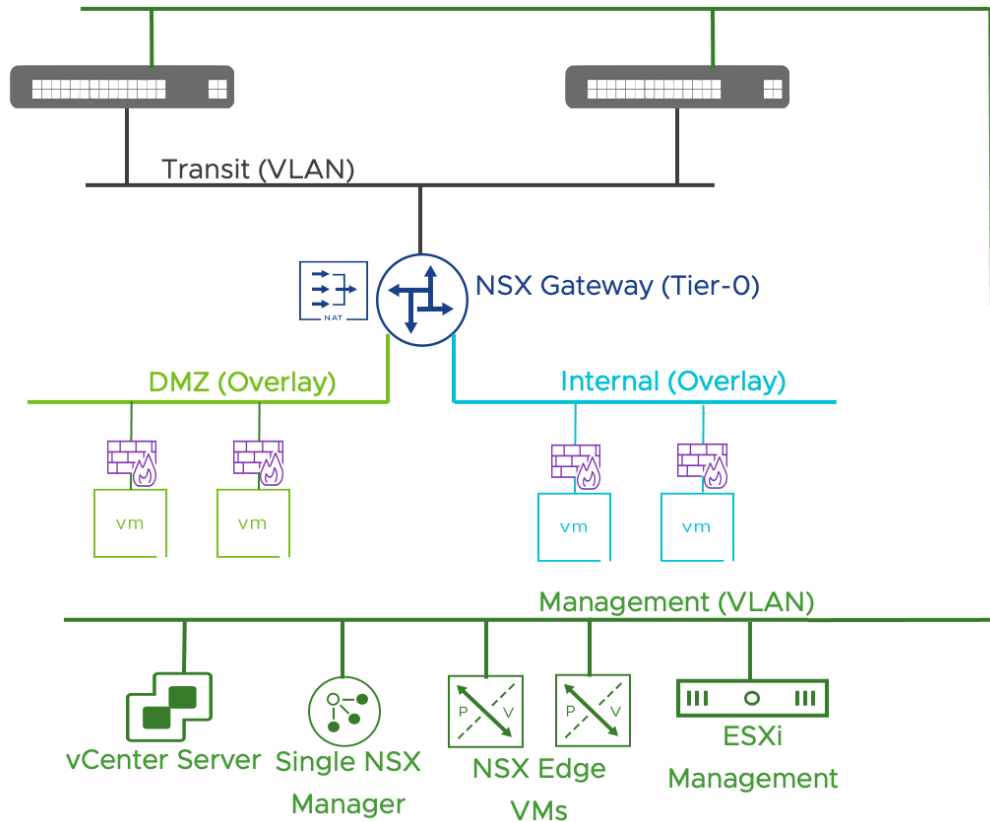 Transit (VLAN)
NSX Gateway (Tier-0)
NAT
DMZ (Overlay)
Internal (Overlay)
vm
vm
vm
vm
Management (VLAN)
P V
P V
vCenter Server
Single NSX
Manager
NSX Edge
VMs
ESXi
Management